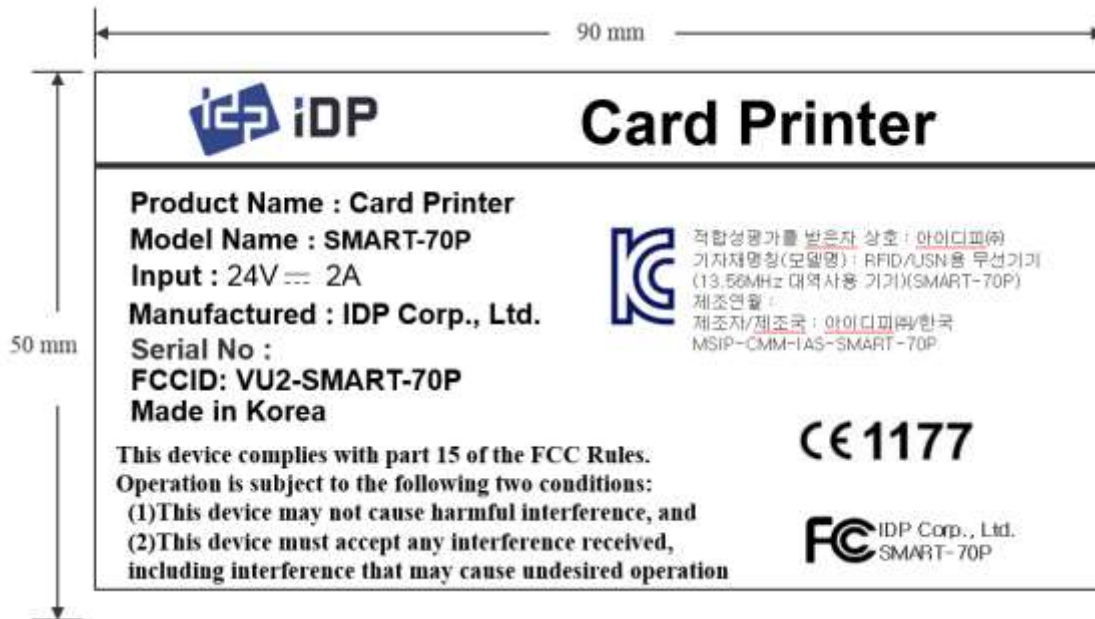 90 mm
50 mm
idp iDP
Card Printer
Product Name : Card Printer
Model Name : SMART-70P
Input : 24V ⎓ 2A
Manufactured : IDP Corp., Ltd.
Serial No :
FCCID: VU2-SMART-70P
Made in Korea
적합성평가를 받은자 상호 : 아이디피㈜
기자재명칭(모델명) : RFID/USN용 무선기기
(13.56MHz 대역사용 기기)(SMART-70P)
제조연월 :
제조자/제조국 : 아이디피㈜/한국
MSIP-CMM-IAS-SMART-70P
This device complies with part 15 of the FCC Rules.
Operation is subject to the following two conditions:
(1)This device may not cause harmful interference, and
(2)This device must accept any interference received,
including interference that may cause undesired operation
CE 1177
FC IDP Corp., Ltd.
SMART-70P